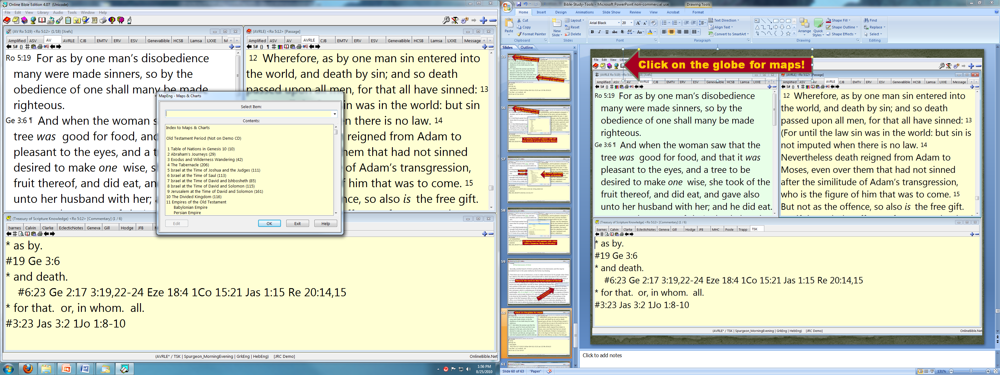 Online Bible Edition 4.07 (Unicode)
File Edit View Library Audio Tools Window Help
(AV Ro 5:19) <Ro 5:12> (1/18) [Xrefs]
Amplified ASV AV AVRLE CJB EMTV ERV ESV GenevaBible HCSB Lamsa LXXE M
S# {}
Ro 5:19 For as by one man's disobedience
many were made sinners, so by the
obedience of one shall many be made
righteous.
Ge 3:6 ¶ And when the woman s
tree was good for food, and
pleasant to the eyes, and a t
desired to make one wise, s
fruit thereof, and did eat, an
unto her husband with her; a
(AVRLE) <Ro 5:12> [Passage]
Amplified ASV AV AVRLE CJB EMTV ERV ESV GenevaBible HCSB Lamsa LXXE Message
S# {} ¶
12 Wherefore, as by one man sin entered into
the world, and death by sin; and so death
passed upon all men, for that all have sinned: 13
in was in the world: but sin
n there is no law. 14
reigned from Adam to
hem that had not sinned
of Adam's transgression,
f him that was to come. 15
nce, so also is the free gift.
MapEng - Maps & Charts
Select Item:
Contents:
Index to Maps & Charts
Old Testament Period (Not on Demo CD)
1 Table of Nations in Genesis 10 (10)
2 Abraham's Journeys (29)
3 Exodus and Wilderness Wandering (42)
4 The Tabernacle (206)
5 Israel at the Time of Joshua and the Judges (111)
6 Israel at the Time of Saul (113)
7 Israel at the Time of David and Ishbosheth (85)
8 Israel at the Time of David and Solomon (115)
9 Jerusalem at the Time of David and Solomon (161)
10 The Divided Kingdom (116)
11 Empires of the Old Testament
Babylonian Empire
Persian Empire
Edit OK Exit Help
(Treasury of Scripture Knowledge) <Ro 5:12> [Commentary] (1 / 6)
barnes Calvin Clarke EclecticNotes Geneva Gill Hodge JFB
* as by.
#19 Ge 3:6
* and death.
#6:23 Ge 2:17 3:19,22-24 Eze 18:4 1Co 15:21 Jas 1:15 Re 20:14,15
* for that. or, in whom. all.
#3:23 Jas 3:2 1Jo 1:8-10
(AVRLE* / TSK | Spurgeon_MorningEvening | GrkEng | HebEng) [JRC Demo]
OnlineBible.Net
1:56 PM
8/25/2010
Bible-Study-Tools - Microsoft PowerPoint non-commercial use
Drawing Tools
Home Insert Design Animations Slide Show Review View Acrobat Format
Paste
Cut
Copy
Format Painter
Clipboard
New Slide
Layout
Reset
Delete
Slides
Arial Black 20
B I U abc S AV Aa A
Font
Text Direction
Align Text
Convert to SmartArt
Paragraph
Arrange
Quick Styles
Shape Fill
Shape Outline
Shape Effects
Drawing
Find
Replace
Select
Editing
Slides Outline
55
56
57
58
59
60
61
Click on the globe for maps!
File Edit View
(AVRLE Ro 5:19)
[Xrefs]
Amplified ASV AV AVRLE CJB EMTV ERV ESV GenevaBible HCSB Lamsa LXXE
Ro 5:19 For as by one man's disobedience
many were made sinners, so by the
obedience of one shall many be made
righteous.
Ge 3:6 ¶ And when the woman saw that the
tree was good for food, and that it was
pleasant to the eyes, and a tree to be
desired to make one wise, she took of the
fruit thereof, and did eat, and gave also
unto her husband with her; and he did eat.
(AVRLE) <Ro 5:12> [Passage]
Amplified ASV AV AVRLE CJB EMTV ERV ESV GenevaBible HCSB Lamsa LXXE Message
12 Wherefore, as by one man sin entered into
the world, and death by sin; and so death
passed upon all men, for that all have sinned: 13
(For until the law sin was in the world: but sin is
not imputed when there is no law. 14
Nevertheless death reigned from Adam to
Moses, even over them that had not sinned
after the similitude of Adam's transgression,
who is the figure of him that was to come. 15
But not as the offence, so also is the free gift.
(Treasury of Scripture Knowledge) <Ro 5:12> [Commentary] (1 / 6)
barnes Calvin Clarke EclecticNotes Geneva Gill Hodge JFB MHC Poole Trapp TSK
* as by.
#19 Ge 3:6
* and death.
#6:23 Ge 2:17 3:19,22-24 Eze 18:4 1Co 15:21 Jas 1:15 Re 20:14,15
* for that. or, in whom. all.
#3:23 Jas 3:2 1Jo 1:8-10
(AVRLE* / TSK | Spurgeon_MorningEvening | GrkEng | HebEng) [JRC Demo]
OnlineBible.Net
Click to add notes
Slide 60 of 63 "Paper" 131%